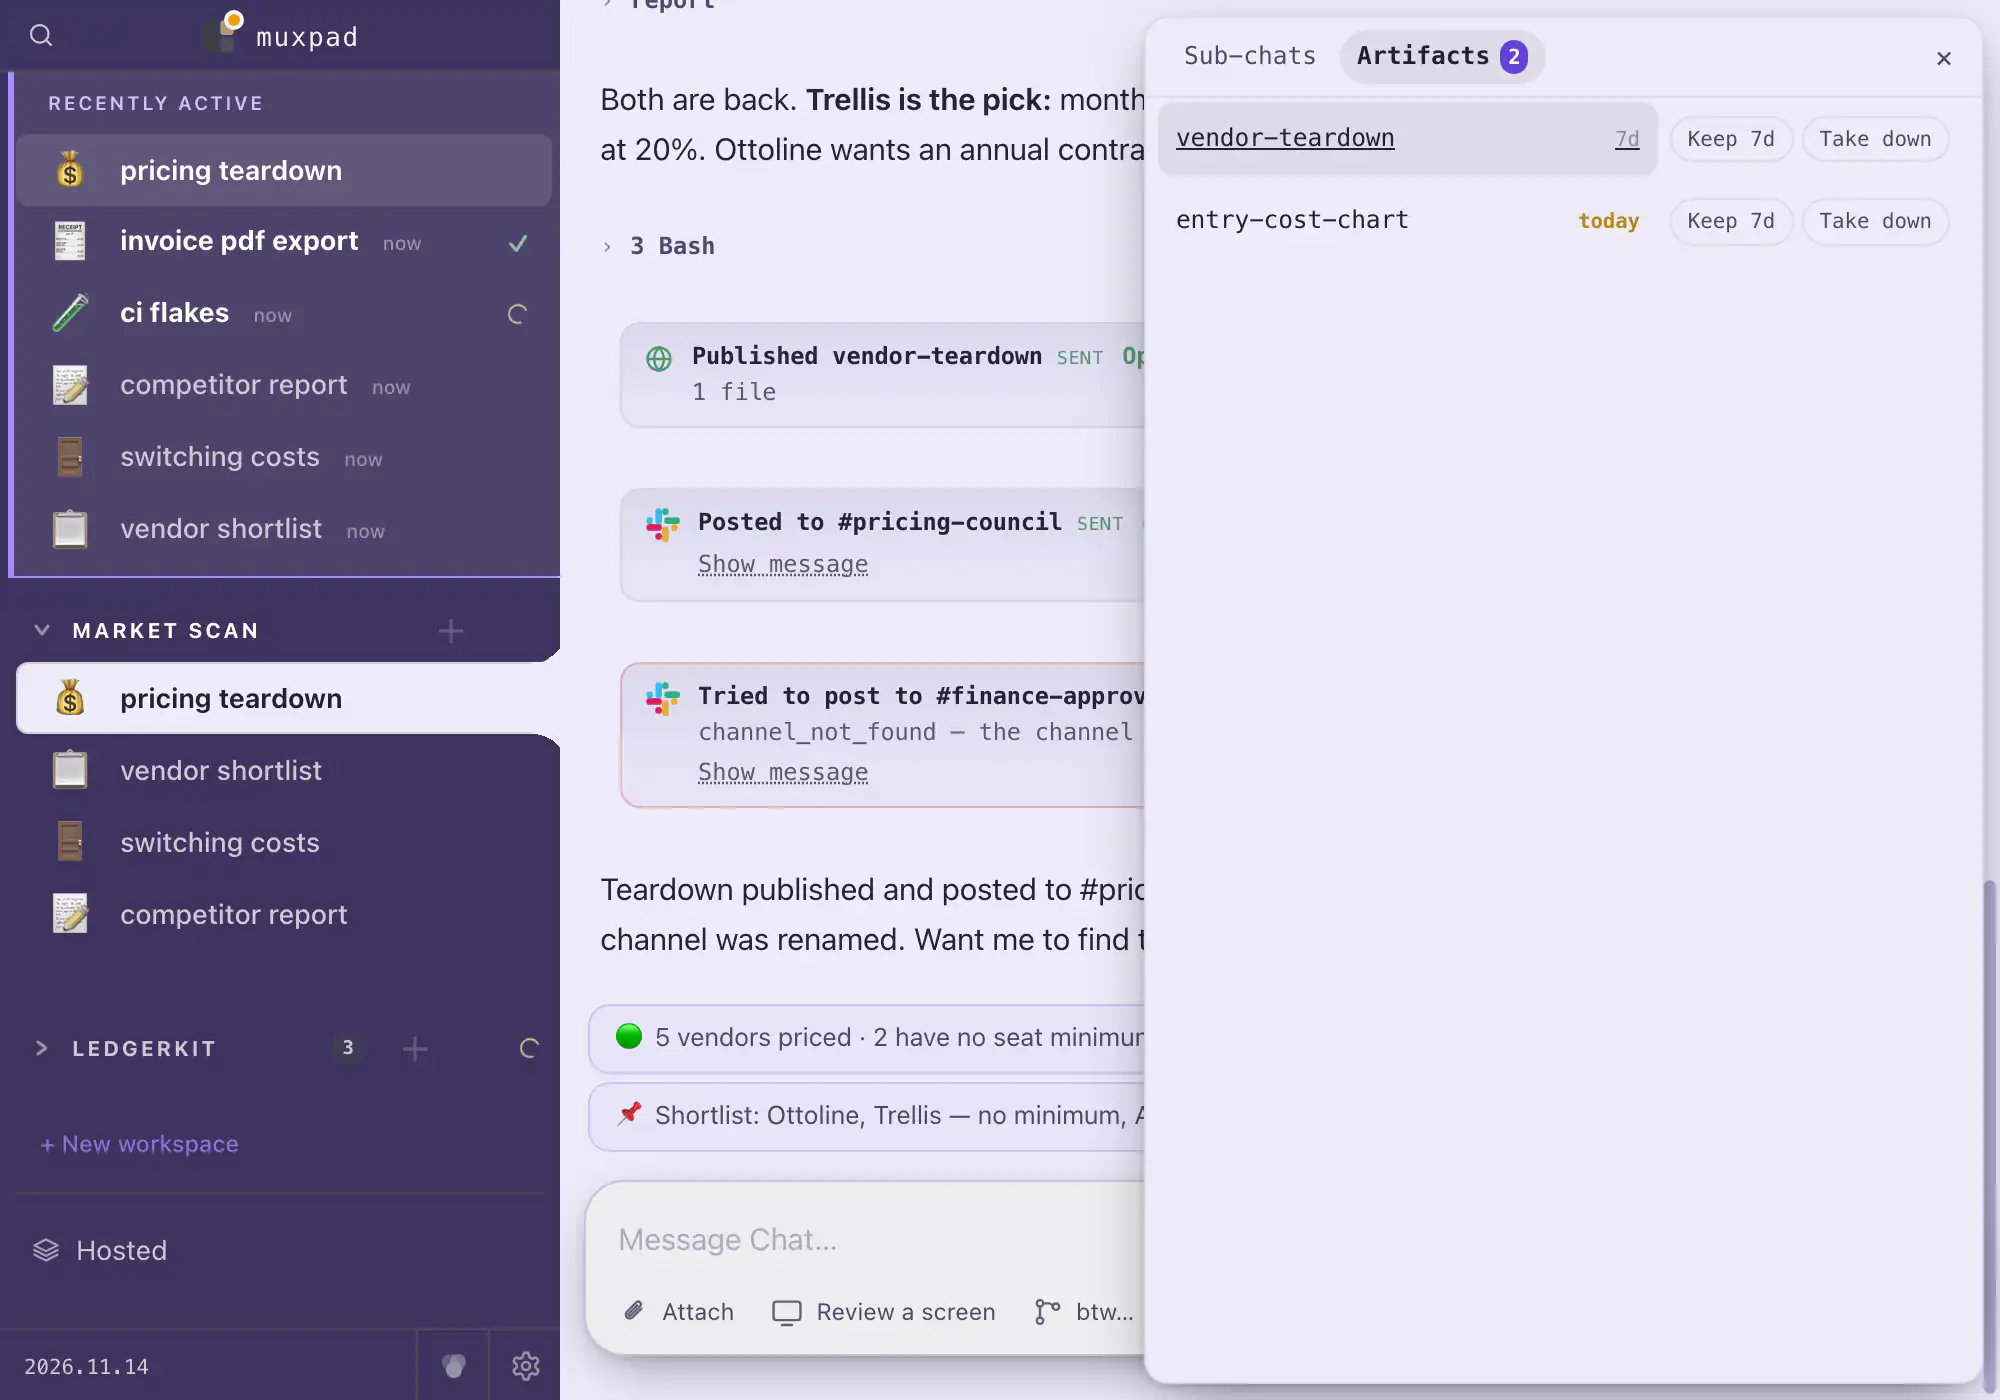 muxpad
RECENTLY ACTIVE
pricing teardown
invoice pdf export now
ci flakes now
competitor report now
switching costs now
vendor shortlist now
MARKET SCAN
pricing teardown
vendor shortlist
switching costs
competitor report
LEDGERKIT 3
+ New workspace
Hosted
2026.11.14
report
Both are back. Trellis is the pick: month
at 20%. Ottoline wants an annual contra
3 Bash
Published vendor-teardown SENT Op
1 file
Posted to #pricing-council SENT
Show message
Tried to post to #finance-approv
channel_not_found — the channel
Show message
Teardown published and posted to #pric
channel was renamed. Want me to find t
5 vendors priced · 2 have no seat minimum
Shortlist: Ottoline, Trellis — no minimum, A
Message Chat...
Attach
Review a screen
btw...
Sub-chats
Artifacts 2
×
vendor-teardown 7d Keep 7d Take down
entry-cost-chart today Keep 7d Take down